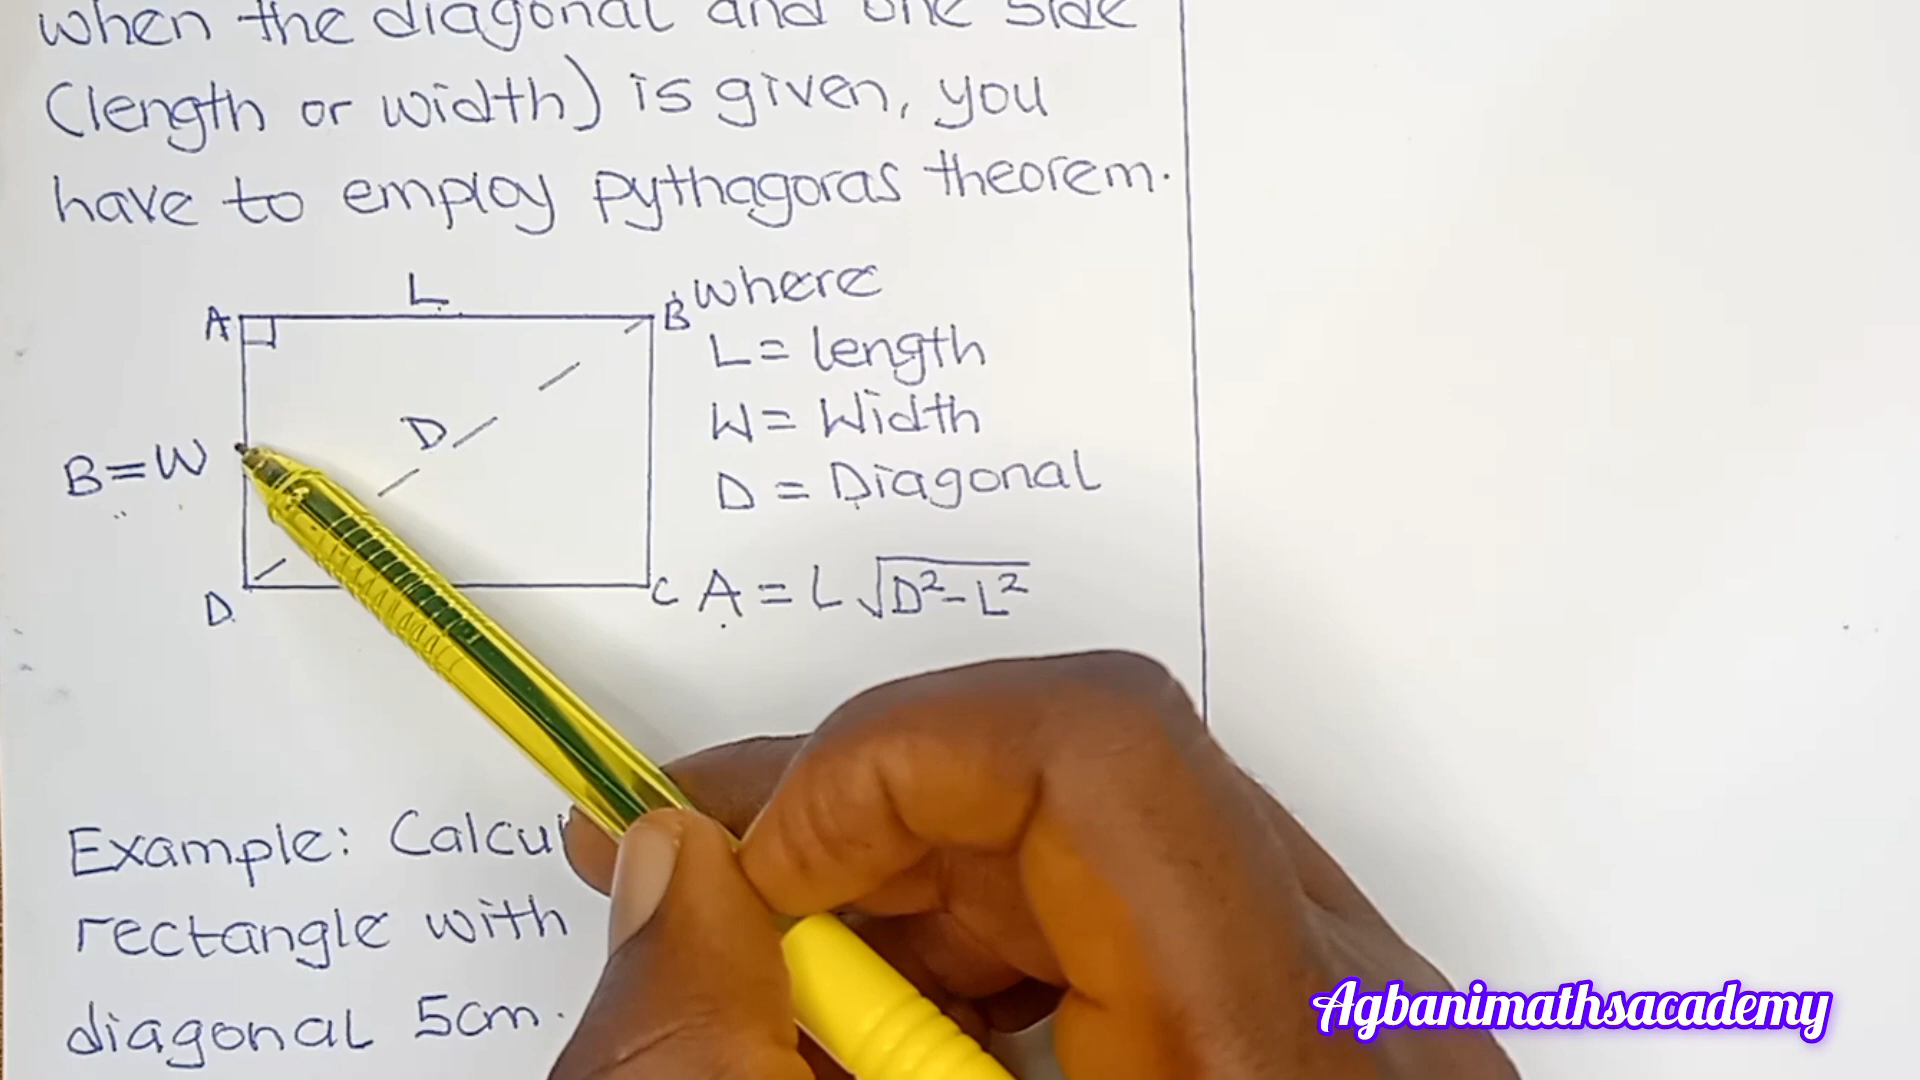 when the diagonal and one side
(length or width) is given, you
have to employ pythagoras theorem.
L
A
B
where
L = length
W = Width
D = Diagonal
D
B = W
D
C
A = L √D²-L²
Example: Calcu
rectangle with
diagonal 5cm.
Agbanimathsacademy